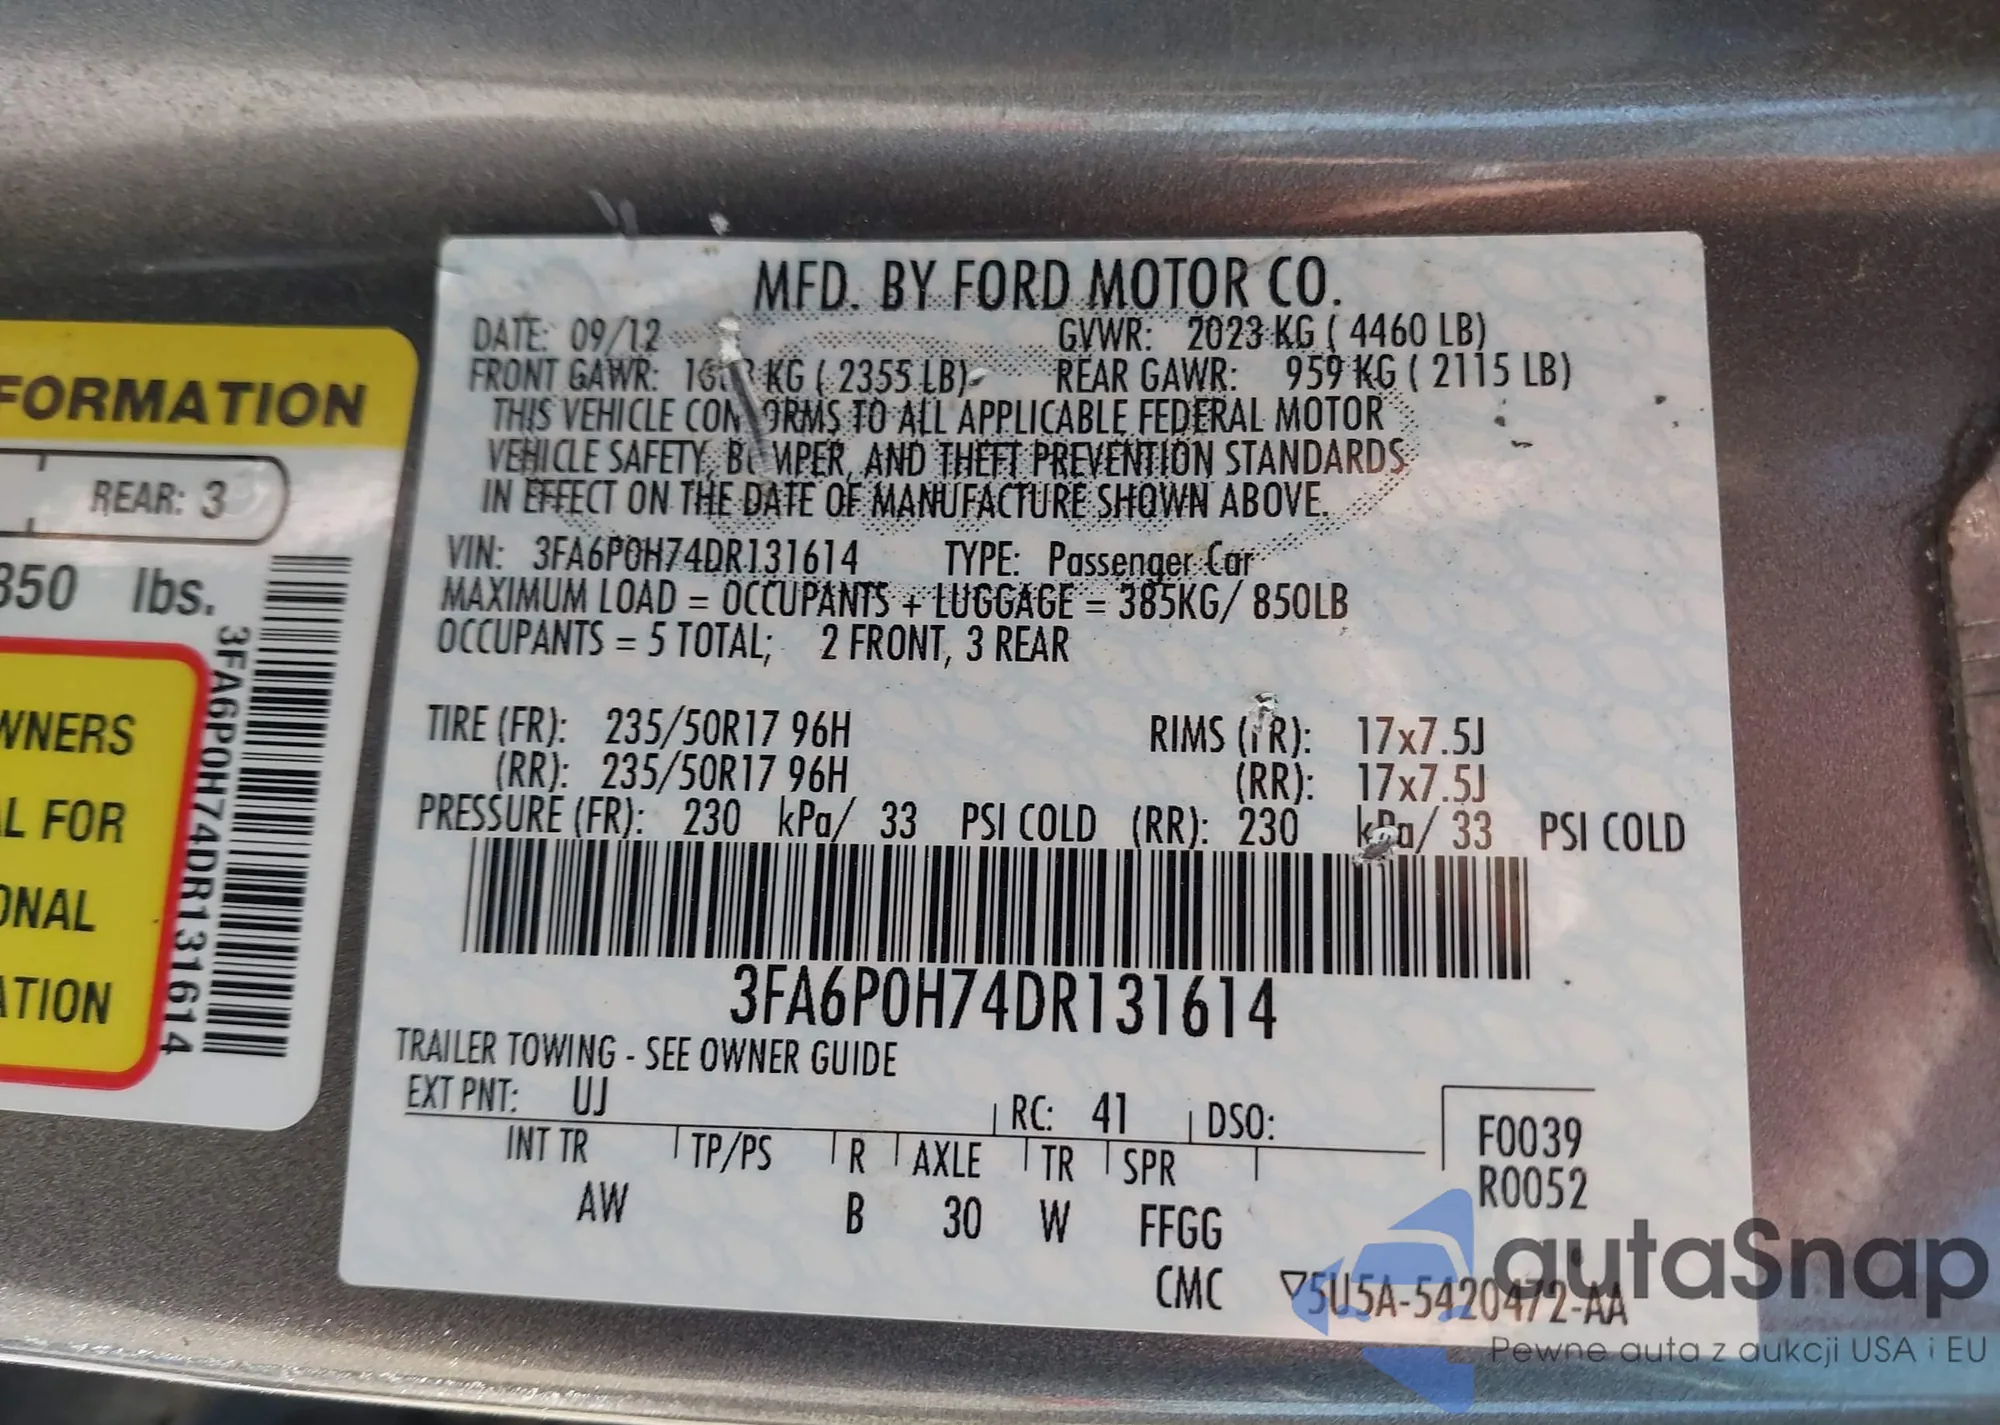 FORMATION
REAR: 3
850 lbs.
WNERS
L FOR
ONAL
ATION
3FA6P0H74DR131614
MFD. BY FORD MOTOR CO.
DATE: 09/12 GVWR: 2023 KG ( 4460 LB)
FRONT GAWR: KG ( 2355 LB) REAR GAWR: 959 KG ( 2115 LB)
THIS VEHICLE CONFORMS TO ALL APPLICABLE FEDERAL MOTOR
VEHICLE SAFETY, BUMPER, AND THEFT PREVENTION STANDARDS
IN EFFECT ON THE DATE OF MANUFACTURE SHOWN ABOVE.
VIN: 3FA6P0H74DR131614 TYPE: Passenger Car
MAXIMUM LOAD = OCCUPANTS + LUGGAGE = 385KG/ 850LB
OCCUPANTS = 5 TOTAL; 2 FRONT, 3 REAR
TIRE (FR): 235/50R17 96H RIMS (FR): 17x7.5J
(RR): 235/50R17 96H (RR): 17x7.5J
PRESSURE (FR): 230 kPa/ 33 PSI COLD (RR): 230 kPa/ 33 PSI COLD
3FA6P0H74DR131614
TRAILER TOWING - SEE OWNER GUIDE
EXT PNT: UJ RC: 41 DSO:
INT TR TP/PS R AXLE TR SPR
AW B 30 W FFGG
F0039
R0052
CMC ▽5U5A-5420472-AA
autaSnap
Pewne auta z aukcji USA i EU